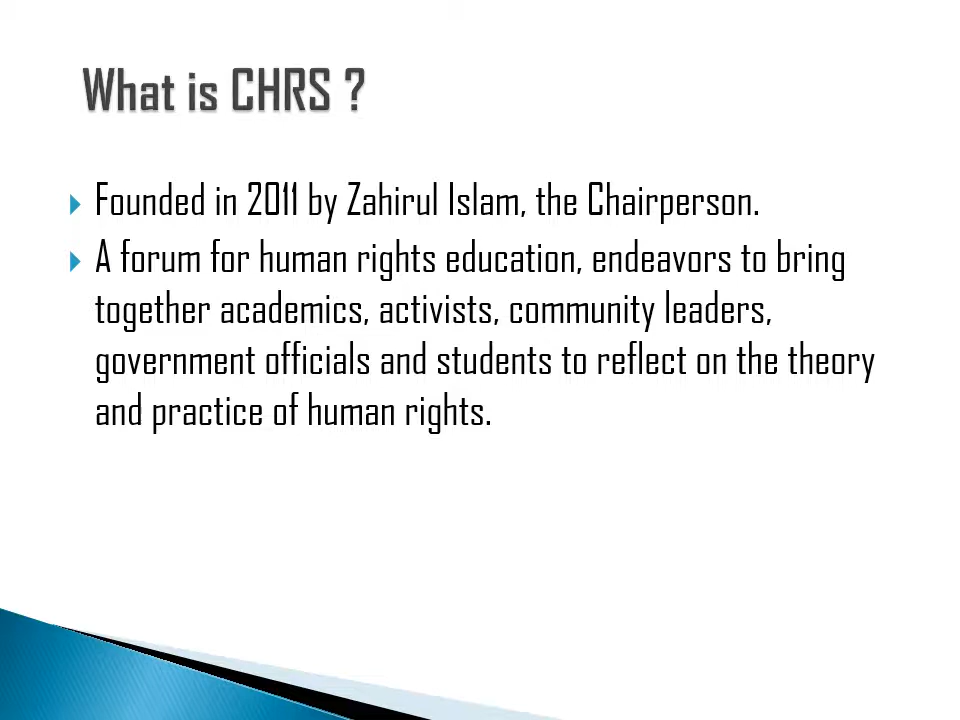 What is CHRS ?
Founded in 2011 by Zahirul Islam, the Chairperson.
A forum for human rights education, endeavors to bring
together academics, activists, community leaders,
government officials and students to reflect on the theory
and practice of human rights.